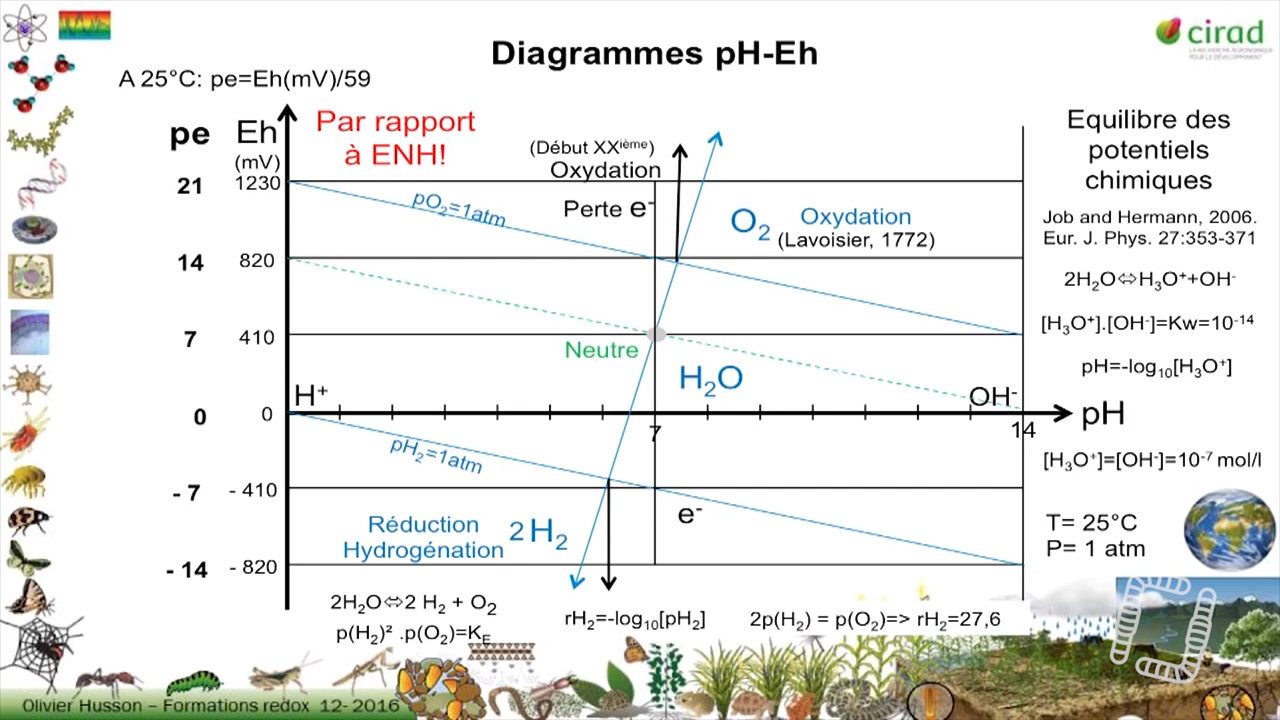 Diagrammes pH-Eh
cirad
A 25°C: pe=Eh(mV)/59
pe
Eh
(mV)
Par rapport
à ENH!
(Début XXième)
Oxydation
Perte e-
21
1230
14
820
7
410
0
0
- 7
- 410
- 14
- 820
pO2=1atm
O2
Oxydation
(Lavoisier, 1772)
Neutre
H2O
H+
OH-
pH
7
14
pH2=1atm
e-
Réduction
Hydrogénation
2 H2
2H2O⇔2 H2 + O2
p(H2)² .p(O2)=KE
rH2=-log10[pH2]
2p(H2) = p(O2)=> rH2=27,6
Equilibre des
potentiels
chimiques
Job and Hermann, 2006.
Eur. J. Phys. 27:353-371
2H2O⇔H3O++OH-
[H3O+].[OH-]=Kw=10-14
pH=-log10[H3O+]
[H3O+]=[OH-]=10-7 mol/l
T= 25°C
P= 1 atm
Olivier Husson – Formations redox 12- 2016